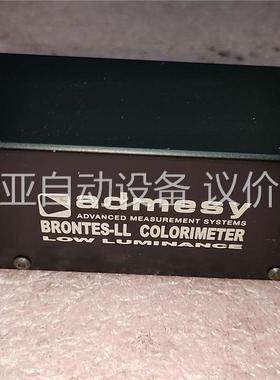 亚自动设备 议价
admesy
ADVANCED MEASUREMENT SYSTEMS
BRONTES-LL COLORIMETER
LOW LUMINANCE